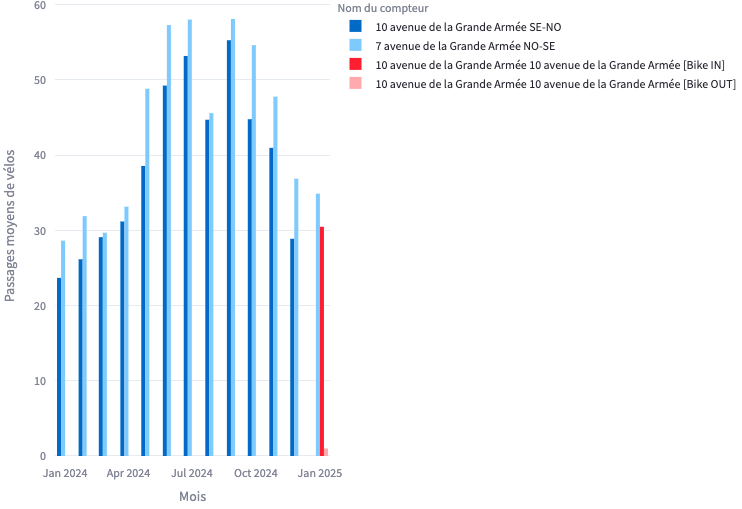 Nom du compteur
10 avenue de la Grande Armée SE-NO
7 avenue de la Grande Armée NO-SE
10 avenue de la Grande Armée 10 avenue de la Grande Armée [Bike IN]
10 avenue de la Grande Armée 10 avenue de la Grande Armée [Bike OUT]
Passages moyens de vélos
60
50
40
30
20
10
0
Jan 2024 Apr 2024 Jul 2024 Oct 2024 Jan 2025
Mois